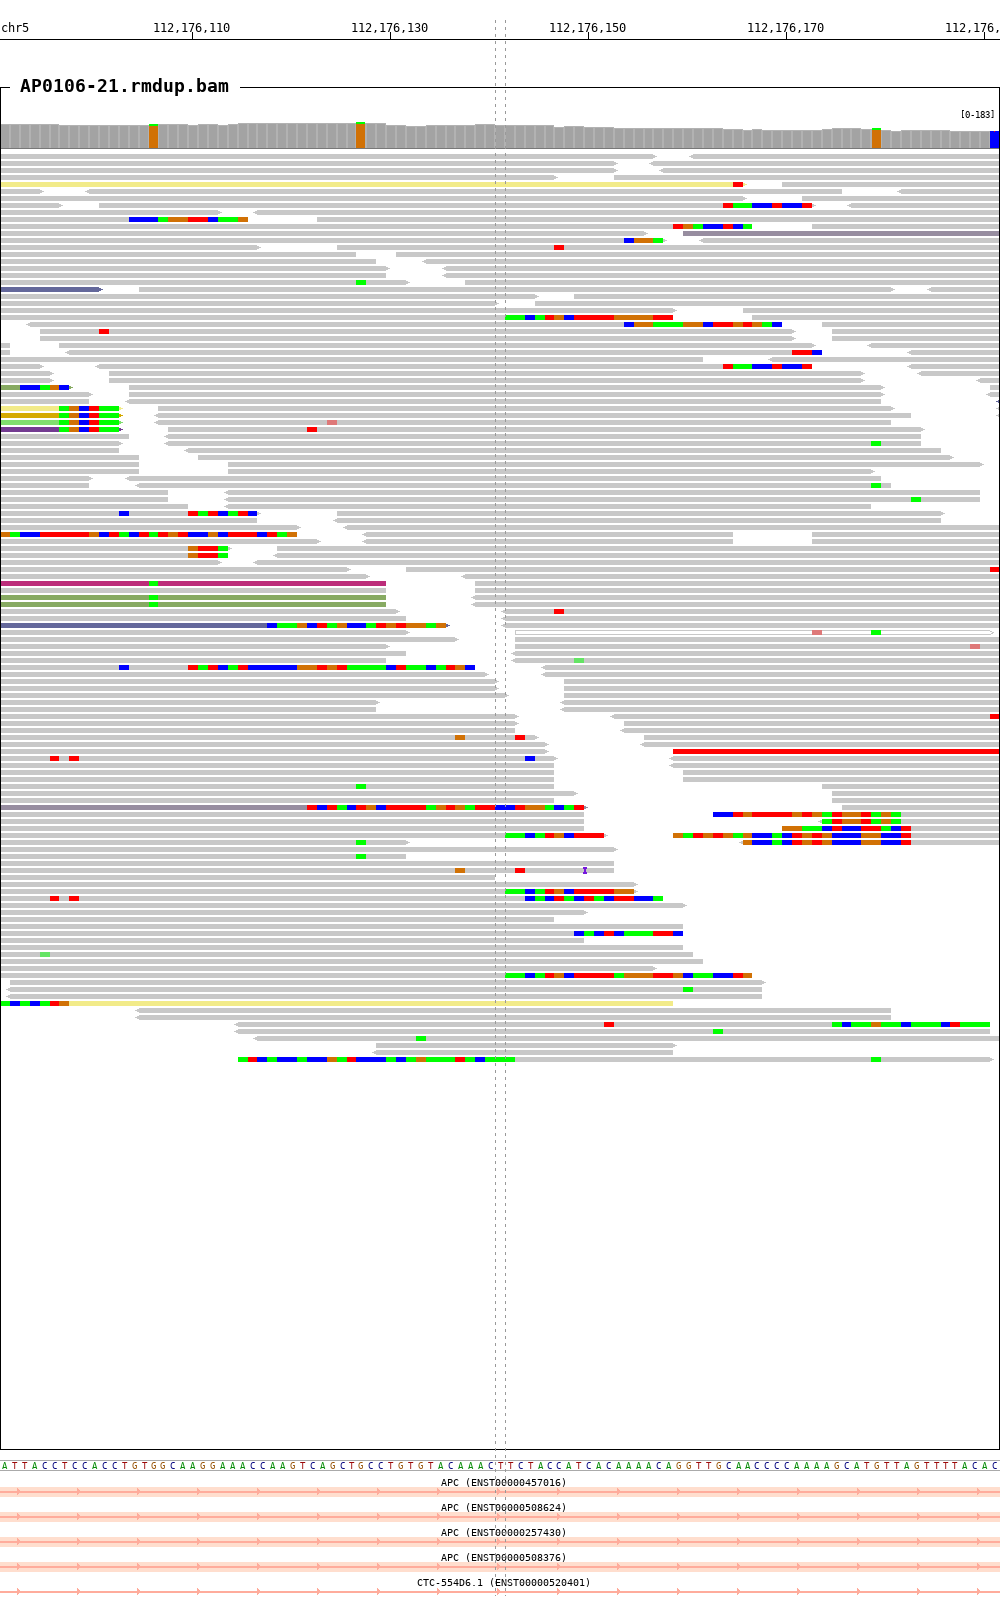 chr5 112,176,110 112,176,130 112,176,150 112,176,170 112,176,
AP0106-21.rmdup.bam
[0-183]
ATTACCTCCACCTGTGGCAAGGAAACCAAGTCAGCTGCCTGTGTACAAACTTCTACCATCACAAAACAGGTTGCAACCCCAAAAGCATGTTAGTTTTACAC
APC (ENST00000457016)
APC (ENST00000508624)
APC (ENST00000257430)
APC (ENST00000508376)
CTC-554D6.1 (ENST00000520401)